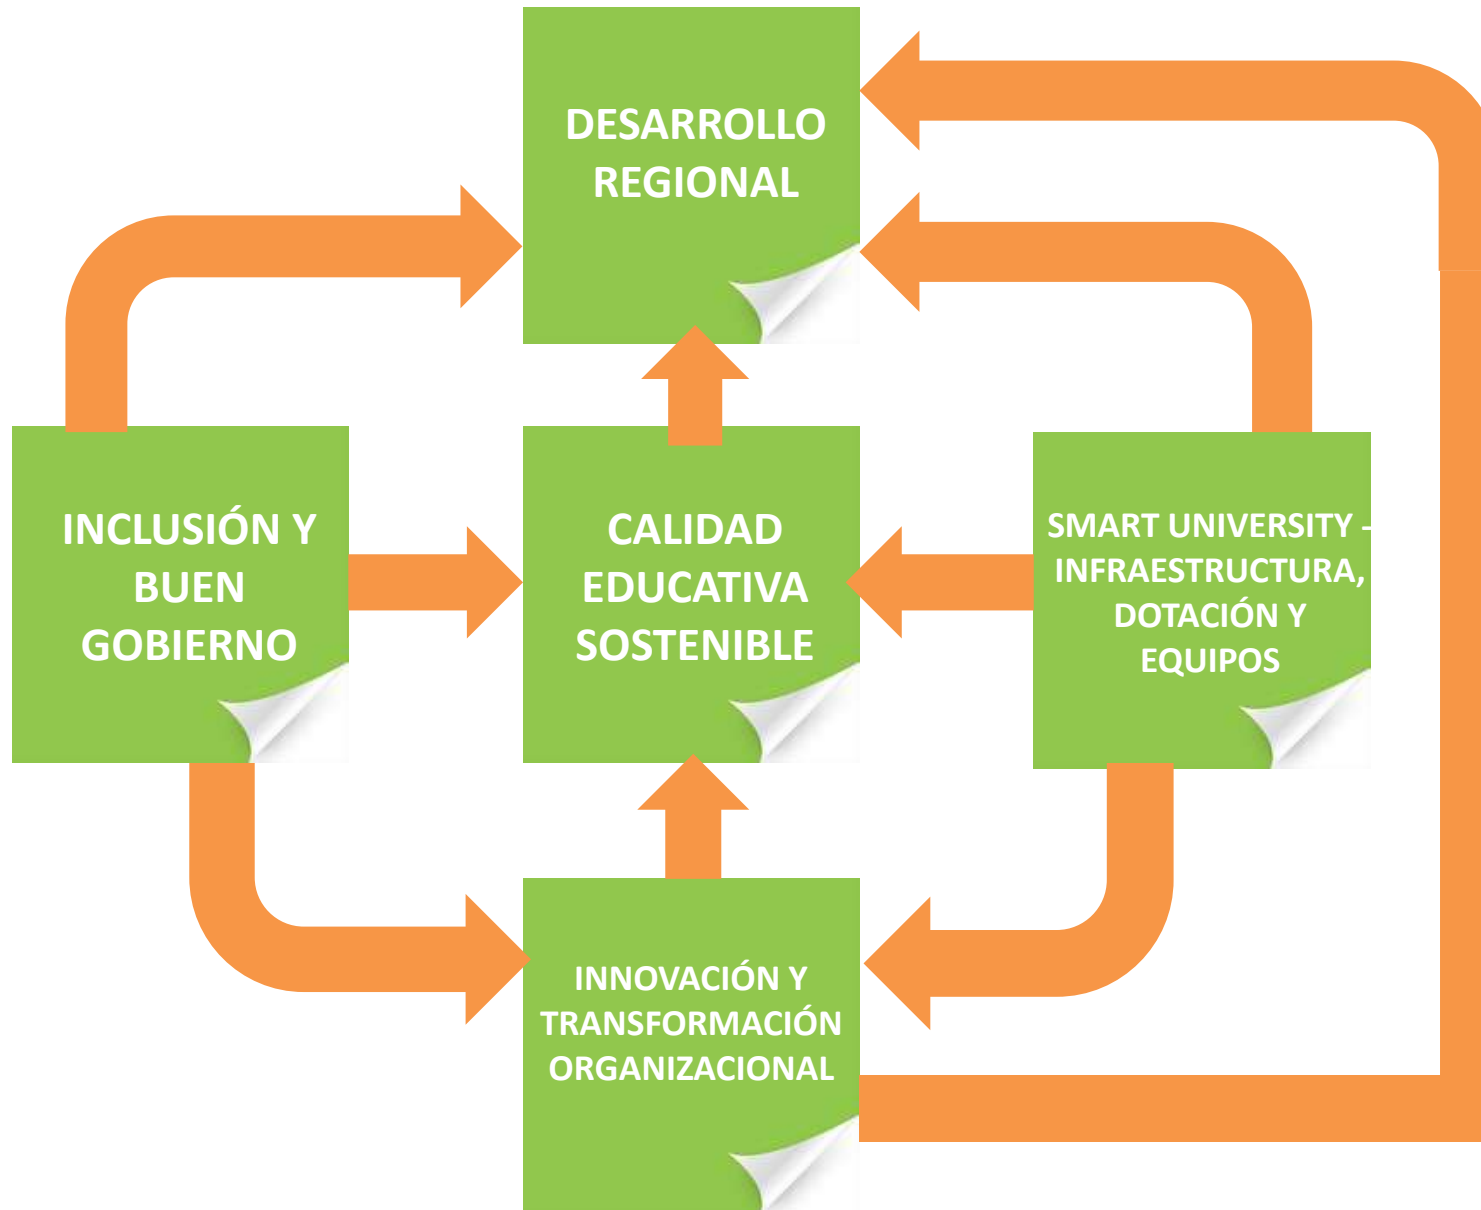 DESARROLLO
REGIONAL
INCLUSIÓN Y
BUEN
GOBIERNO
CALIDAD
EDUCATIVA
SOSTENIBLE
SMART UNIVERSITY -
INFRAESTRUCTURA,
DOTACIÓN Y
EQUIPOS
INNOVACIÓN Y
TRANSFORMACIÓN
ORGANIZACIONAL